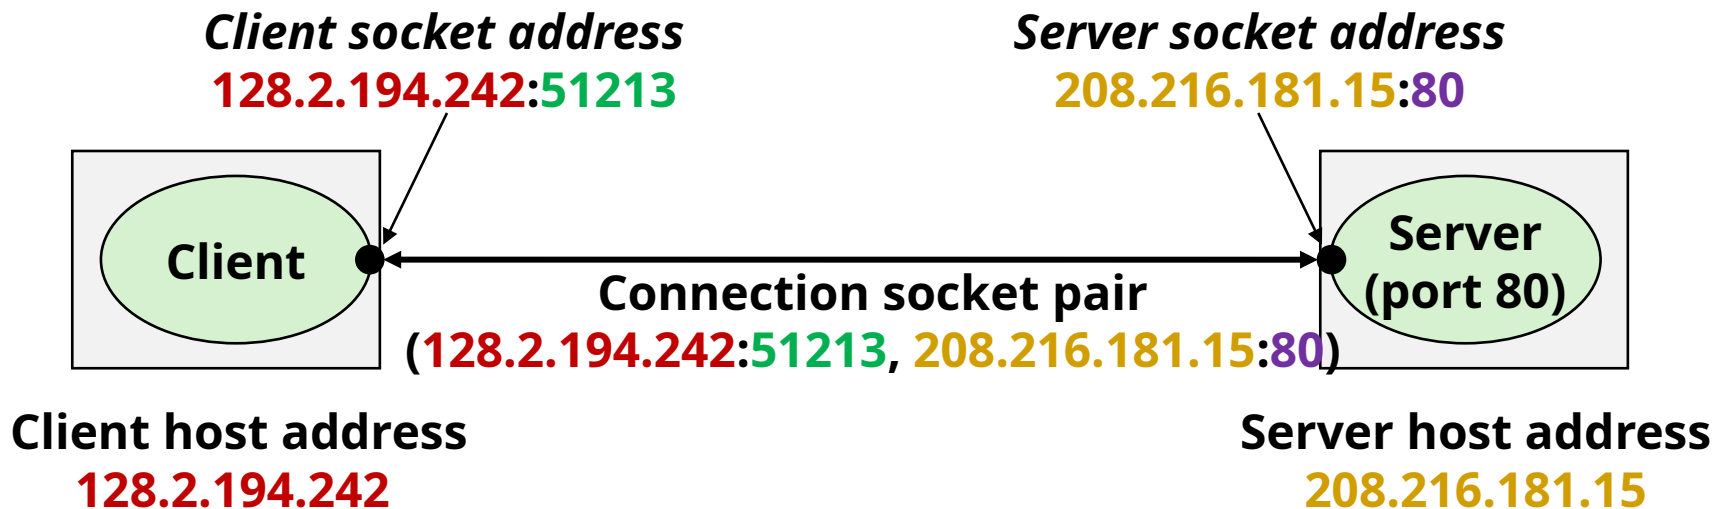 Client socket address
128.2.194.242:51213
Server socket address
208.216.181.15:80
Client
Server
(port 80)
Connection socket pair
(128.2.194.242:51213, 208.216.181.15:80)
Client host address
128.2.194.242
Server host address
208.216.181.15